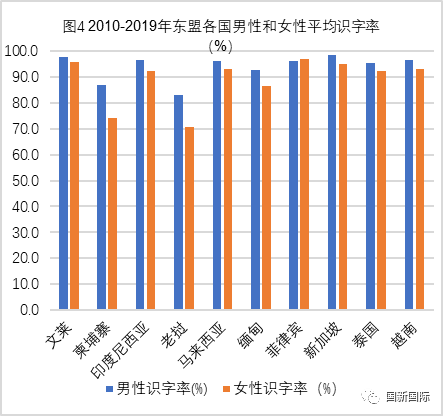 图4 2010-2019年东盟各国男性和女性平均识字率
（%）
100.0
90.0
80.0
70.0
60.0
50.0
40.0
30.0
20.0
10.0
0.0
文莱
柬埔寨
印度尼西亚
老挝
马来西亚
缅甸
菲律宾
新加坡
泰国
越南
男性识字率(%) 女性识字率（%）
国新国际